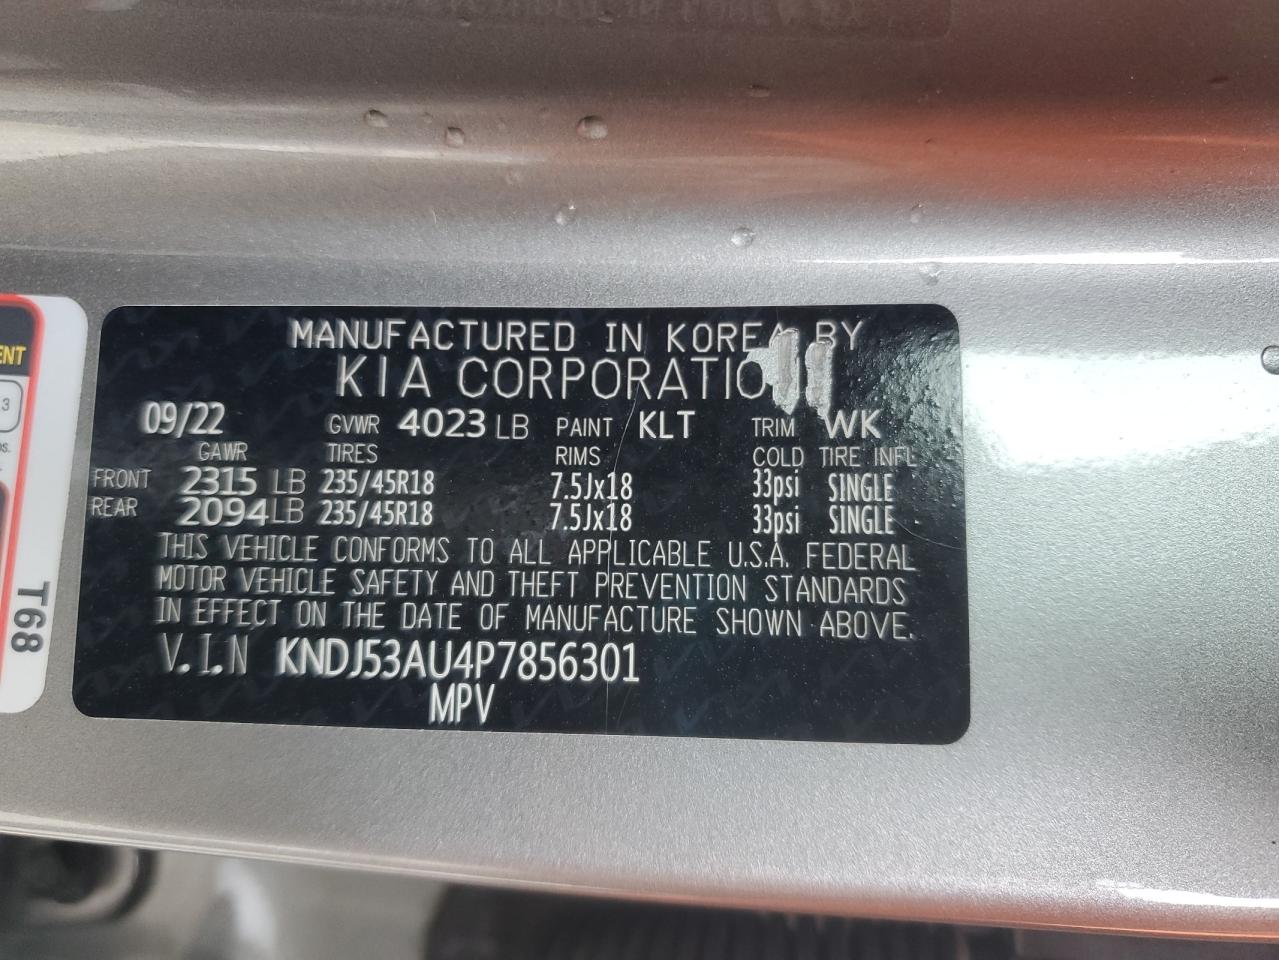 MANUFACTURED IN KOREA BY
KIA CORPORATION
09/22 GVWR 4023 LB PAINT KLT TRIM WK
GAWR TIRES RIMS COLD TIRE INFL
FRONT 2315 LB 235/45R18 7.5Jx18 33psi SINGLE
REAR 2094 LB 235/45R18 7.5Jx18 33psi SINGLE
THIS VEHICLE CONFORMS TO ALL APPLICABLE U.S.A. FEDERAL
MOTOR VEHICLE SAFETY AND THEFT PREVENTION STANDARDS
IN EFFECT ON THE DATE OF MANUFACTURE SHOWN ABOVE.
V.I.N KNDJ53AU4P7856301
MPV
ENT
3
T68